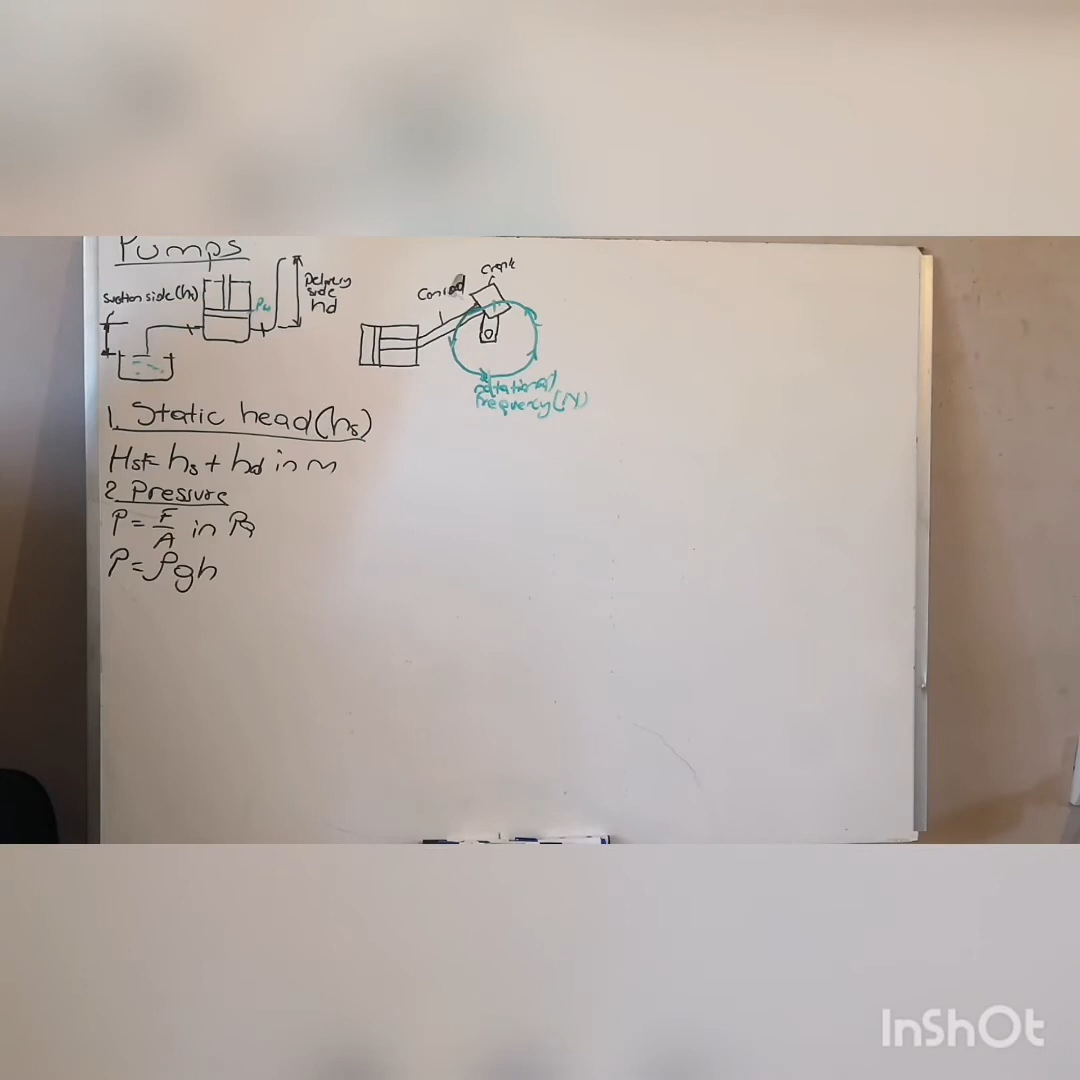 Pumps
Suction side (hs)
Delivery
side
hd
Conrod
Crank
rotational
frequency (N)
1. Static head (hs)
Hst = hs + hd in m
2 Pressure
P = F/A in Pa
P = ρgh
InShOt